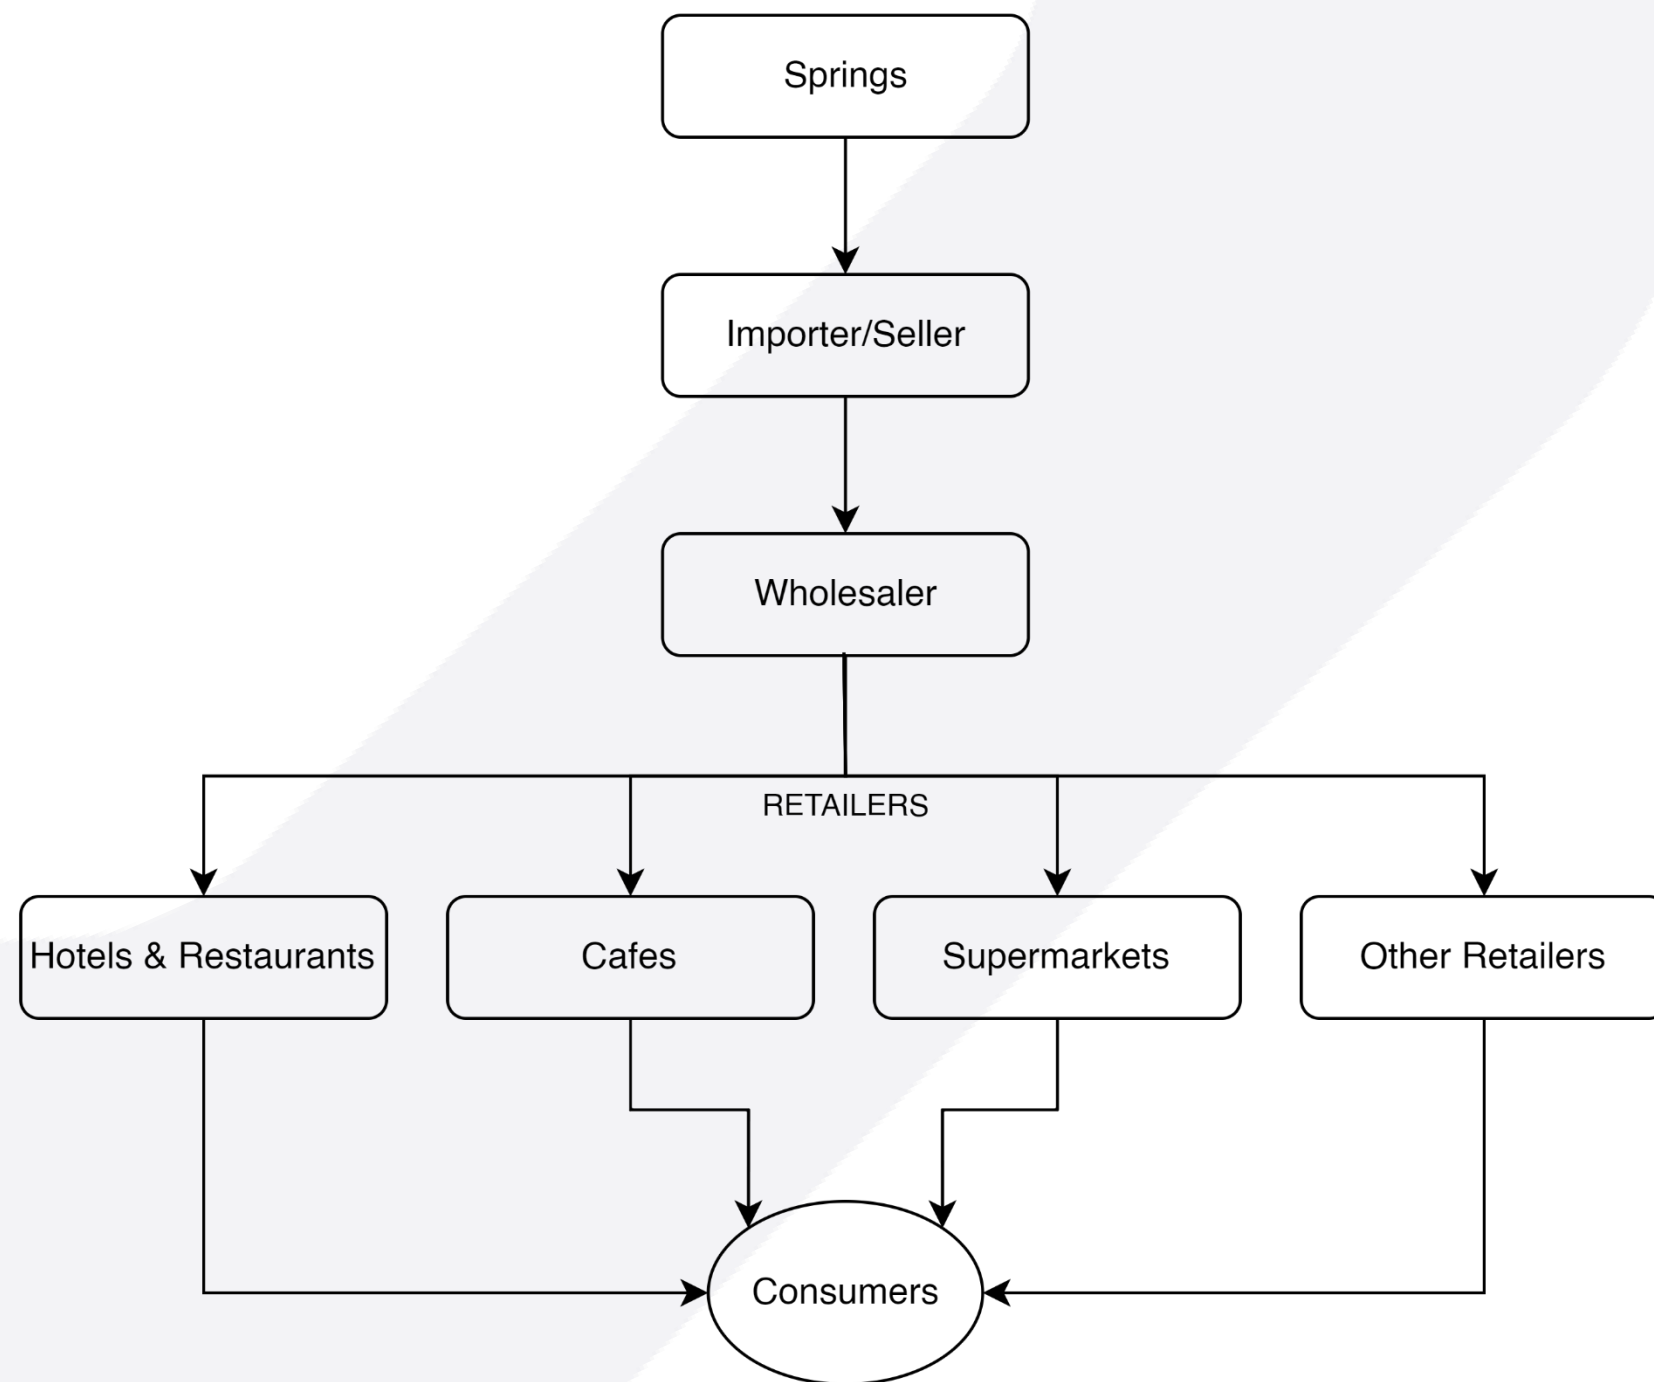 Springs
Importer/Seller
Wholesaler
RETAILERS
Hotels & Restaurants
Cafes
Supermarkets
Other Retailers
Consumers